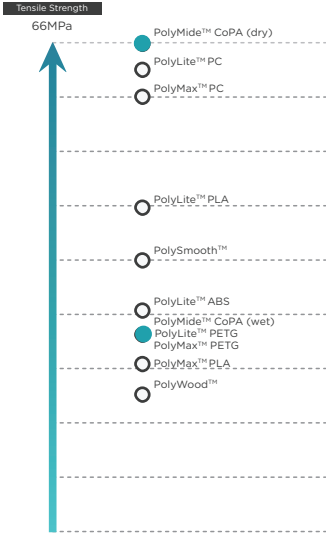 Tensile Strength
66MPa
PolyMide™ CoPA (dry)
PolyLite™ PC
PolyMax™ PC
PolyLite™ PLA
PolySmooth™
PolyLite™ ABS
PolyMide™ CoPA (wet)
PolyLite™ PETG
PolyMax™ PETG
PolyMax™ PLA
PolyWood™